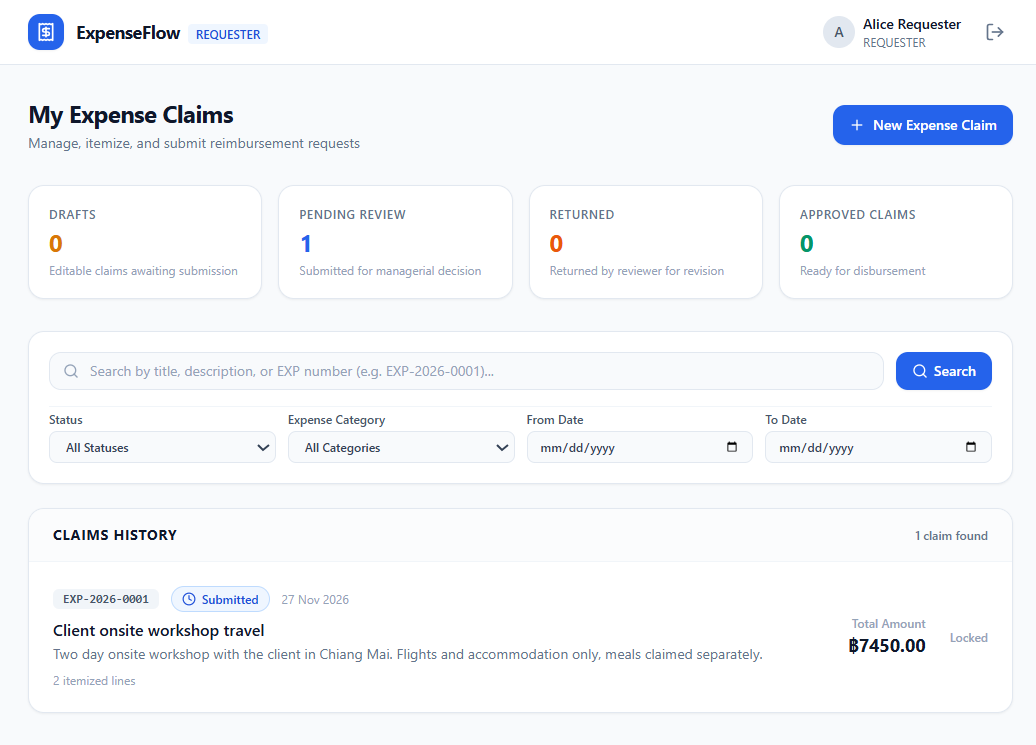 ExpenseFlow REQUESTER
A
Alice Requester
REQUESTER
My Expense Claims
Manage, itemize, and submit reimbursement requests
New Expense Claim
DRAFTS
0
Editable claims awaiting submission
PENDING REVIEW
1
Submitted for managerial decision
RETURNED
0
Returned by reviewer for revision
APPROVED CLAIMS
0
Ready for disbursement
Search by title, description, or EXP number (e.g. EXP-2026-0001)...
Search
Status
All Statuses
Expense Category
All Categories
From Date
mm/dd/yyyy
To Date
mm/dd/yyyy
CLAIMS HISTORY
1 claim found
EXP-2026-0001 Submitted 27 Nov 2026
Client onsite workshop travel
Two day onsite workshop with the client in Chiang Mai. Flights and accommodation only, meals claimed separately.
2 itemized lines
Total Amount
฿7450.00
Locked